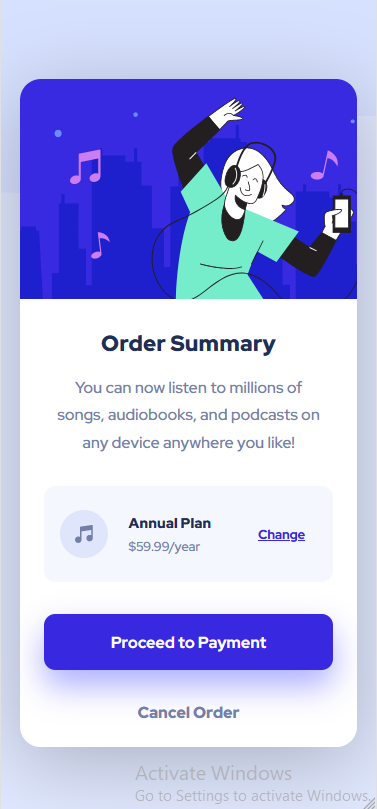 Order Summary
You can now listen to millions of
songs, audiobooks, and podcasts on
any device anywhere you like!
Annual Plan
$59.99/year
Change
Proceed to Payment
Cancel Order
Activate Windows
Go to Settings to activate Windows.